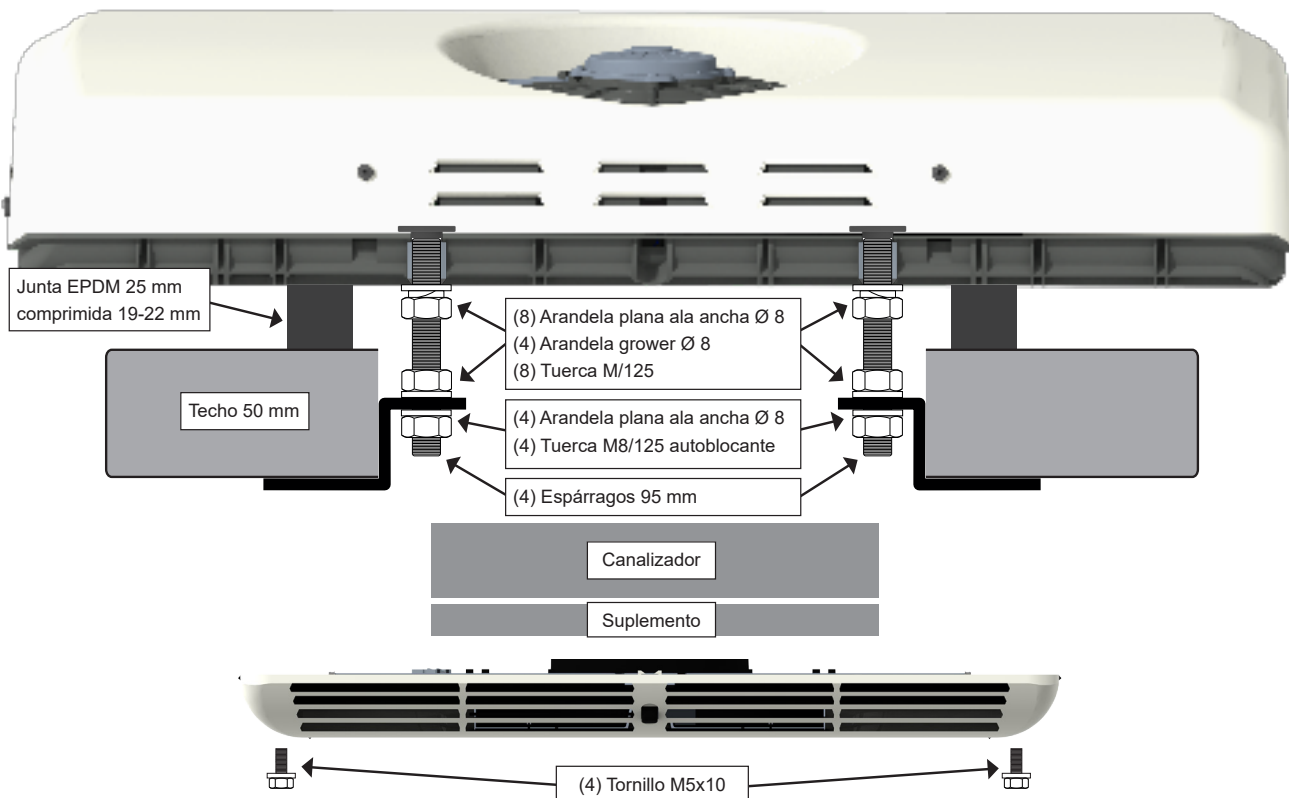 Junta EPDM 25 mm
comprimida 19-22 mm
(8) Arandela plana ala ancha Ø 8
(4) Arandela grower Ø 8
(8) Tuerca M/125
Techo 50 mm
(4) Arandela plana ala ancha Ø 8
(4) Tuerca M8/125 autoblocante
(4) Espárragos 95 mm
Canalizador
Suplemento
(4) Tornillo M5x10